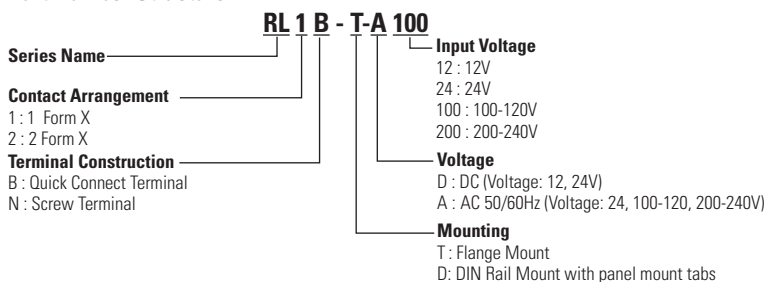 RL 1 B - T-A 100
Series Name
Contact Arrangement
1 : 1 Form X
2 : 2 Form X
Terminal Construction
B : Quick Connect Terminal
N : Screw Terminal
Input Voltage
12 : 12V
24 : 24V
100 : 100-120V
200 : 200-240V
Voltage
D : DC (Voltage: 12, 24V)
A : AC 50/60Hz (Voltage: 24, 100-120, 200-240V)
Mounting
T : Flange Mount
D: DIN Rail Mount with panel mount tabs